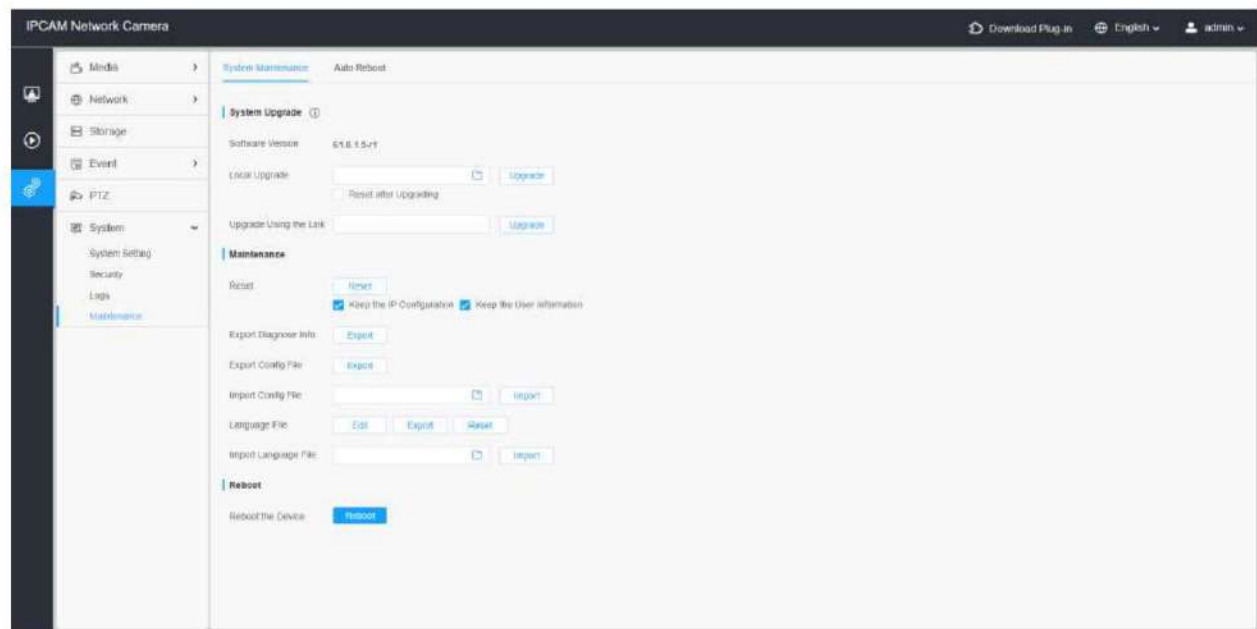 IPCAM Network Camera
Download Plug-in English admin
Media
Network
Storage
Event
PTZ
System
System Setting
Security
Logs
Maintenance
System Maintenance Auto Reboot
System Upgrade
Software Version
Local Upgrade Upgrade
Reset after Upgrading
Upgrade Using the Link Upgrade
Maintenance
Reset Reset
Keep the IP Configuration Keep the User Information
Export Diagnose Info Export
Export Config File Export
Import Config File Import
Language File Edit Export Reset
Import Language File Import
Reboot
Reboot the Device Reboot